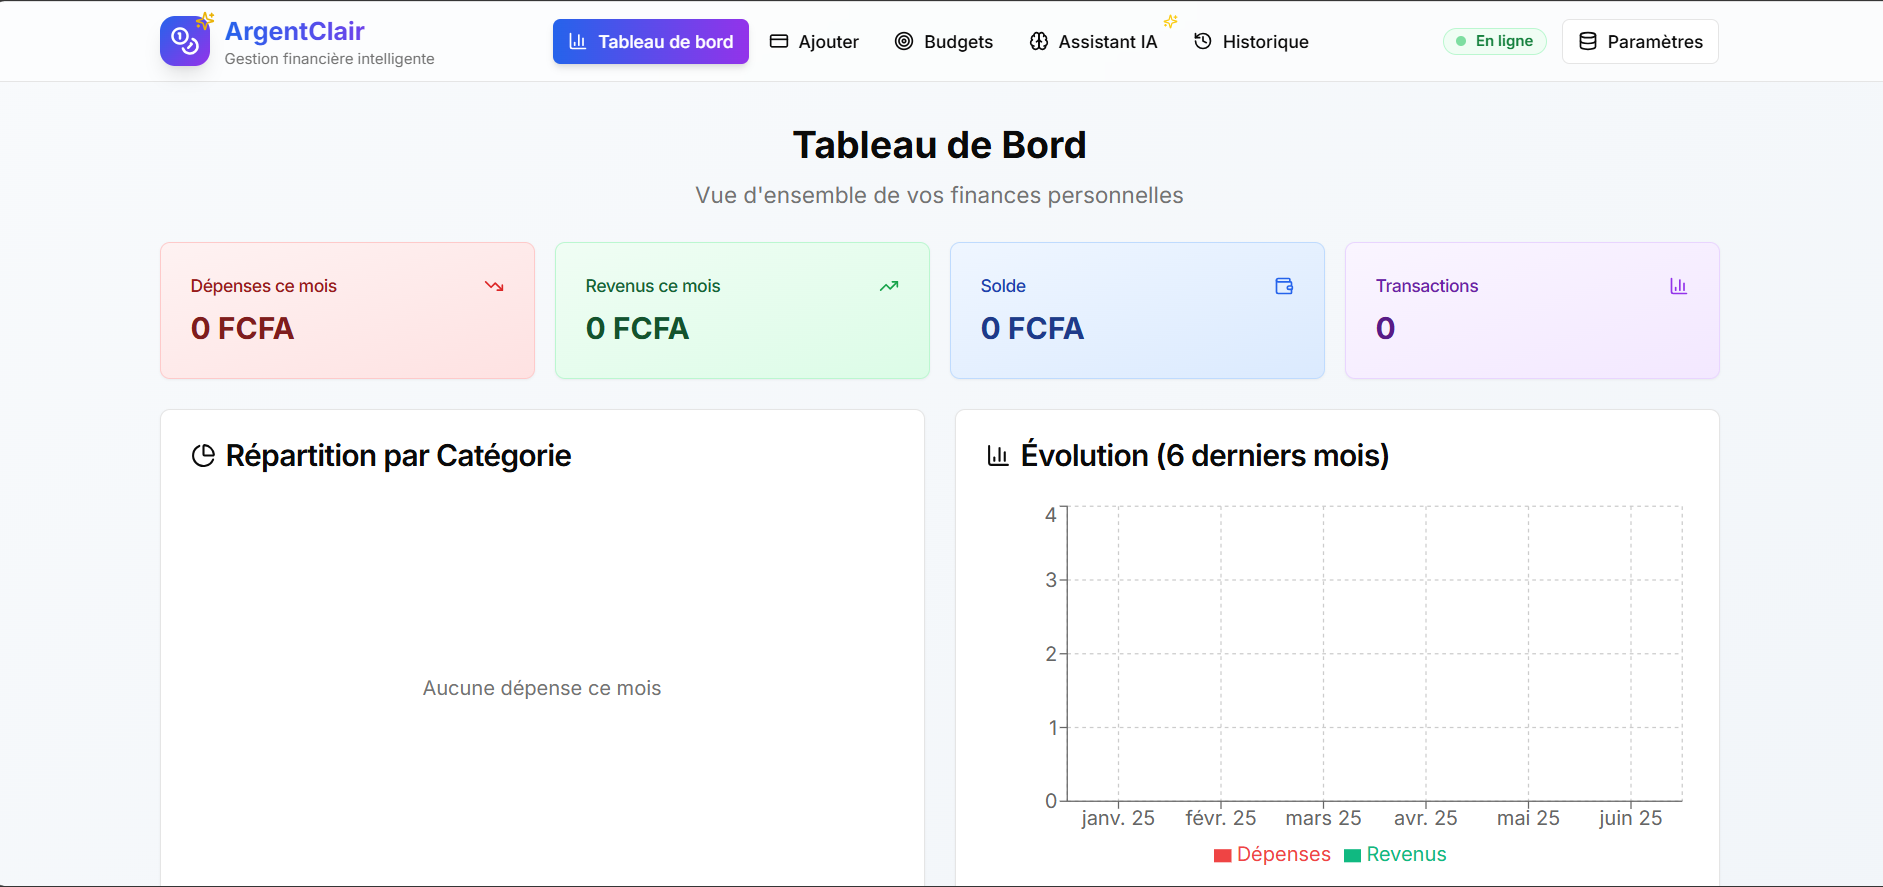 ArgentClair
Gestion financière intelligente
Tableau de bord
Ajouter
Budgets
Assistant IA
Historique
En ligne
Paramètres
Tableau de Bord
Vue d'ensemble de vos finances personnelles
Dépenses ce mois
0 FCFA
Revenus ce mois
0 FCFA
Solde
0 FCFA
Transactions
0
Répartition par Catégorie
Aucune dépense ce mois
Évolution (6 derniers mois)
4
3
2
1
0
janv. 25 févr. 25 mars 25 avr. 25 mai 25 juin 25
Dépenses Revenus